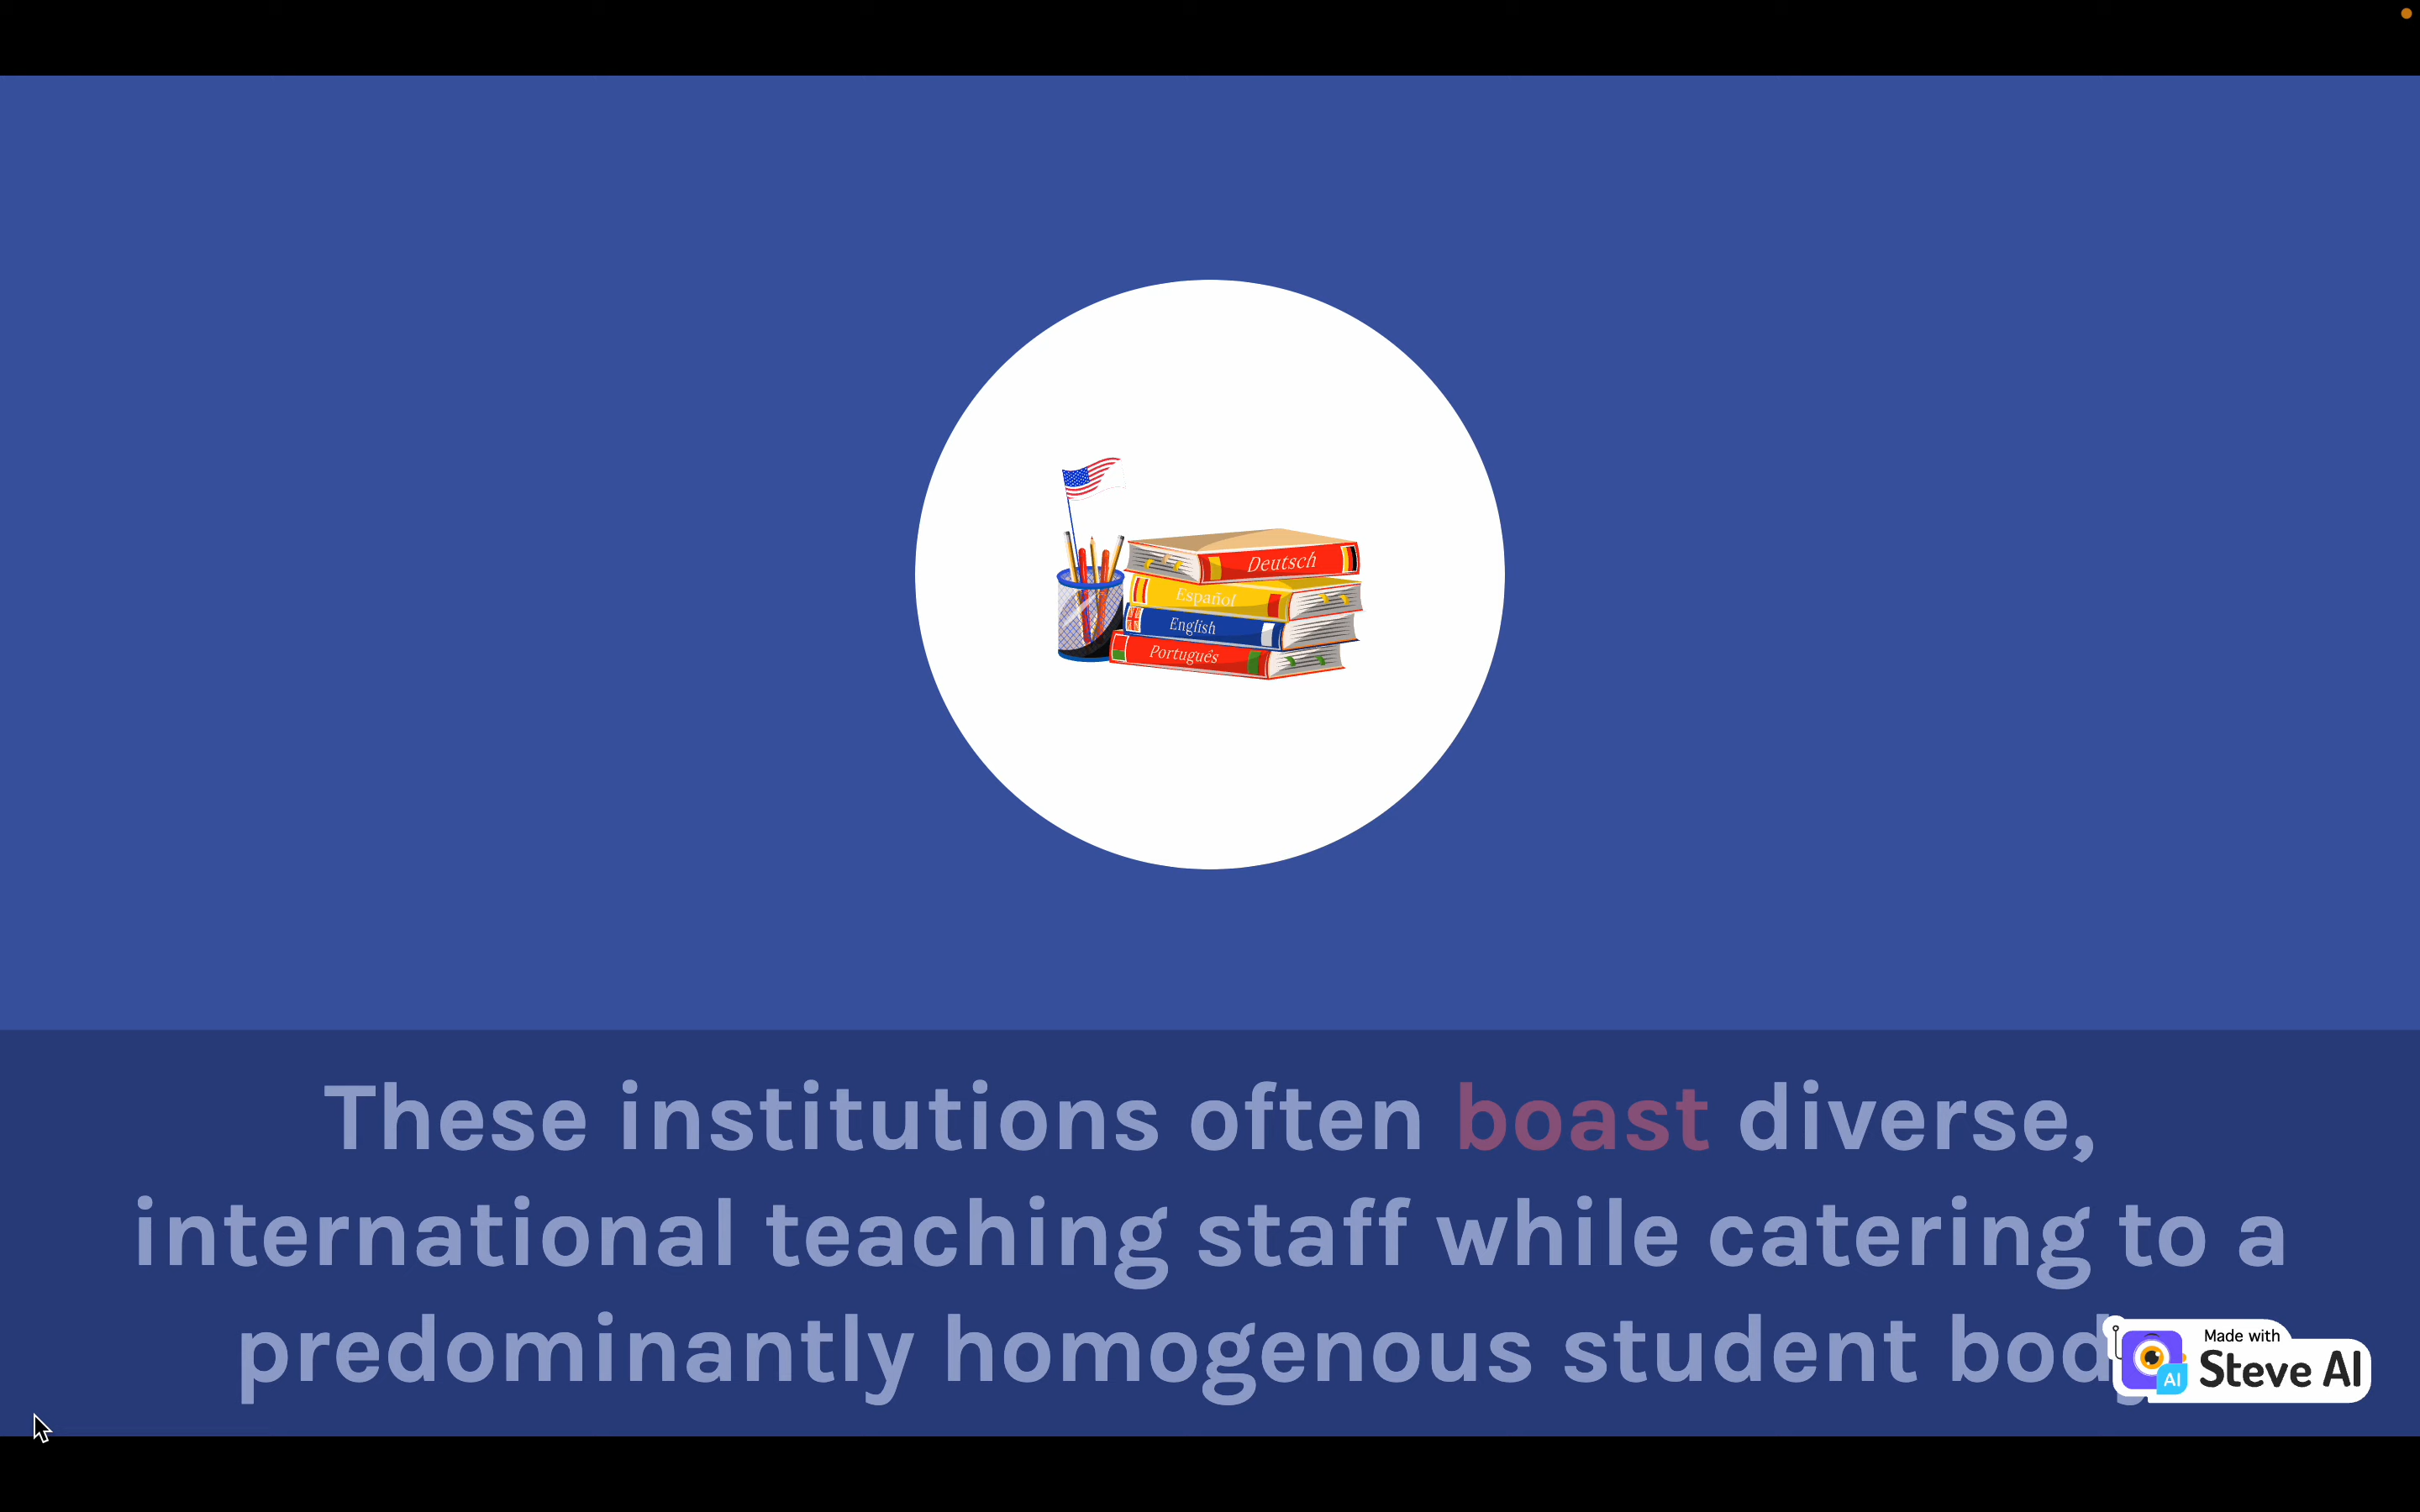 Deutsch
Español
English
Português
These institutions often boast diverse,
international teaching staff while catering to a
predominantly homogenous student body
Made with
Steve AI
AI